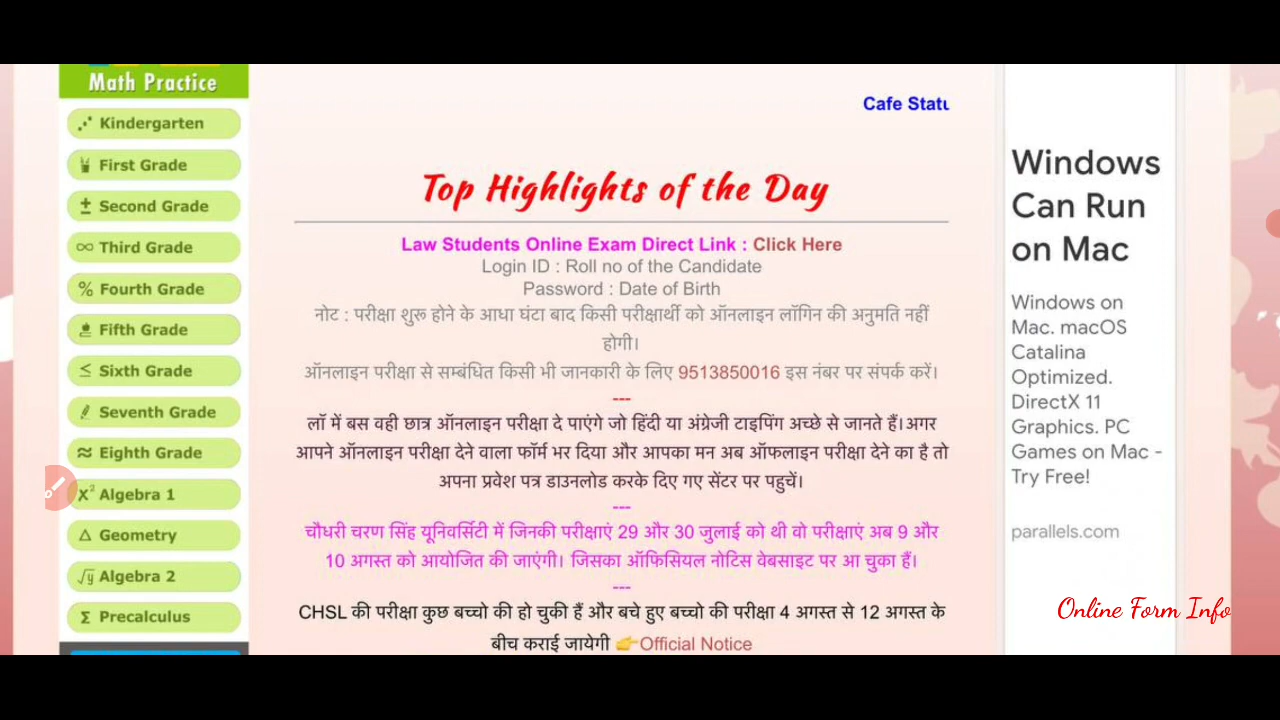 Math Practice
Kindergarten
First Grade
Second Grade
Third Grade
Fourth Grade
Fifth Grade
Sixth Grade
Seventh Grade
Eighth Grade
Algebra 1
Geometry
Algebra 2
Precalculus
Cafe
Top Highlights of the Day
Law Students Online Exam Direct Link : Click Here
Login ID : Roll no of the Candidate
Password : Date of Birth
नोट : परीक्षा शुरू होने के आधा घंटा बाद किसी परीक्षार्थी को ऑनलाइन लॉगिन की अनुमति नहीं
होगी।
ऑनलाइन परीक्षा से सम्बंधित किसी भी जानकारी के लिए 9513850016 इस नंबर पर संपर्क करें।
---
लॉ में बस वही छात्र ऑनलाइन परीक्षा दे पाएंगे जो हिंदी या अंग्रेजी टाइपिंग अच्छे से जानते हैं।अगर
आपने ऑनलाइन परीक्षा देने वाला फॉर्म भर दिया और आपका मन अब ऑफलाइन परीक्षा देने का है तो
अपना प्रवेश पत्र डाउनलोड करके दिए गए सेंटर पर पहुचें।
---
चौधरी चरण सिंह यूनिवर्सिटी में जिनकी परीक्षाएं 29 और 30 जुलाई को थी वो परीक्षाएं अब 9 और
10 अगस्त को आयोजित की जाएंगी। जिसका ऑफिसियल नोटिस वेबसाइट पर आ चुका हैं।
---
CHSL की परीक्षा कुछ बच्चो की हो चुकी हैं और बचे हुए बच्चो की परीक्षा 4 अगस्त से 12 अगस्त के
बीच कराई जायेगी 👉Official Notice
Windows
Can Run
on Mac
Windows on
Mac. macOS
Catalina
Optimized.
DirectX 11
Graphics. PC
Games on Mac -
Try Free!
parallels.com
Online Form Info